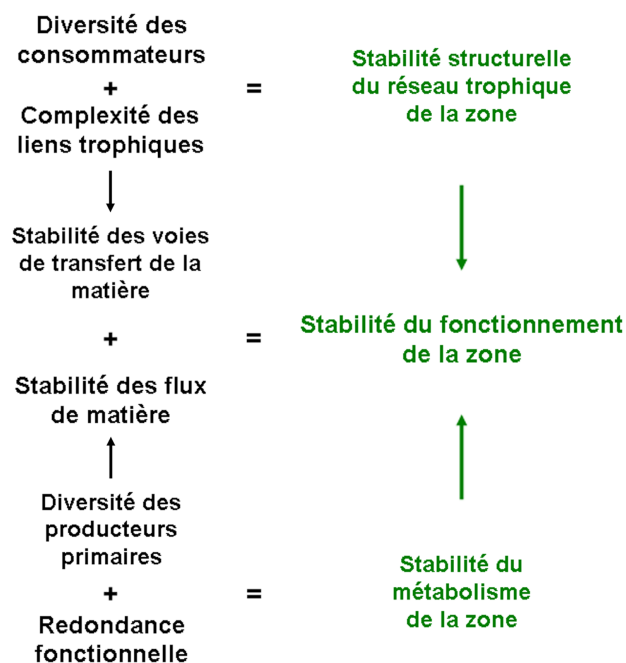 Diversité des
consommateurs
+
Complexité des
liens trophiques
=
Stabilité structurelle
du réseau trophique
de la zone
Stabilité des voies
de transfert de la
matière
+
Stabilité des flux
de matière
=
Stabilité du fonctionnement
de la zone
Diversité des
producteurs
primaires
+
Redondance
fonctionnelle
=
Stabilité du
métabolisme
de la zone